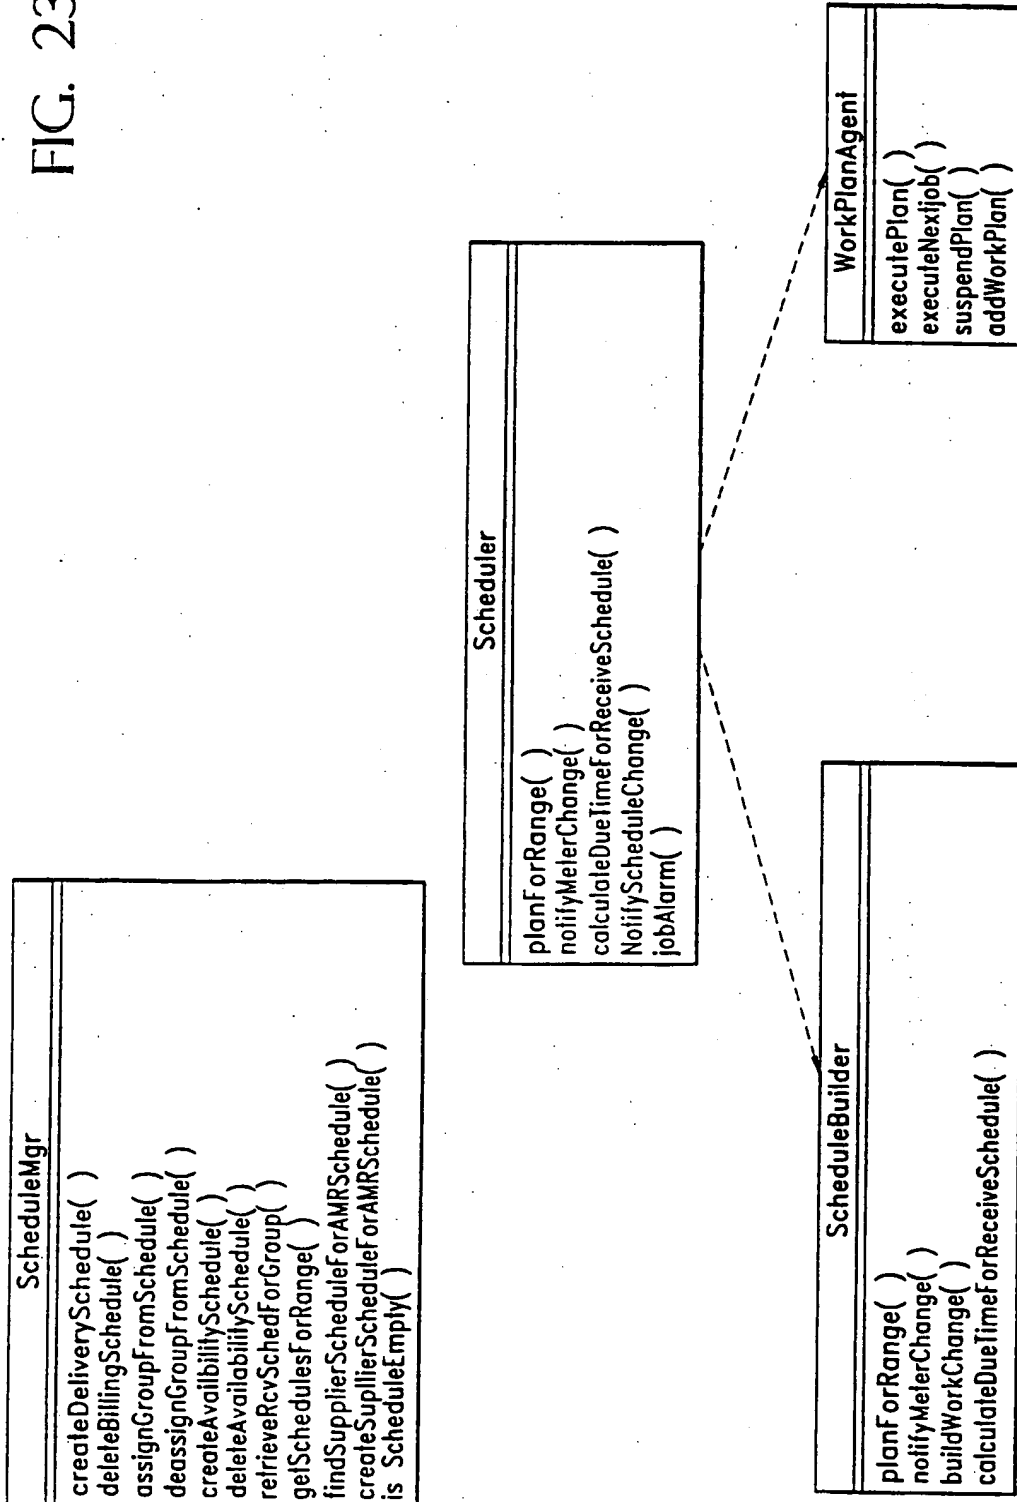 FIG. 23
ScheduleMgr
createDeliverySchedule( )
deleteBillingSchedule( )
assignGroupFromSchedule( )
deassignGroupFromSchedule( )
createAvailbilitySchedule( )
deleteAvailabilitySchedule( )
retrieveRcvSchedForGroup( )
getSchedulesForRange( )
findSupplierScheduleForAMRSchedule( )
createSupllierScheduleForAMRSchedule( )
is ScheduleEmpty( )
Scheduler
planForRange( )
notifyMeterChange( )
calculateDueTimeForReceiveSchedule( )
NotifyScheduleChange( )
jobAlarm( )
ScheduleBuilder
planForRange( )
notifyMeterChange( )
buildWorkChange( )
calculateDueTimeForReceiveSchedule( )
WorkPlanAgent
executePlan( )
executeNextjob( )
suspendPlan( )
addWorkPlan( )